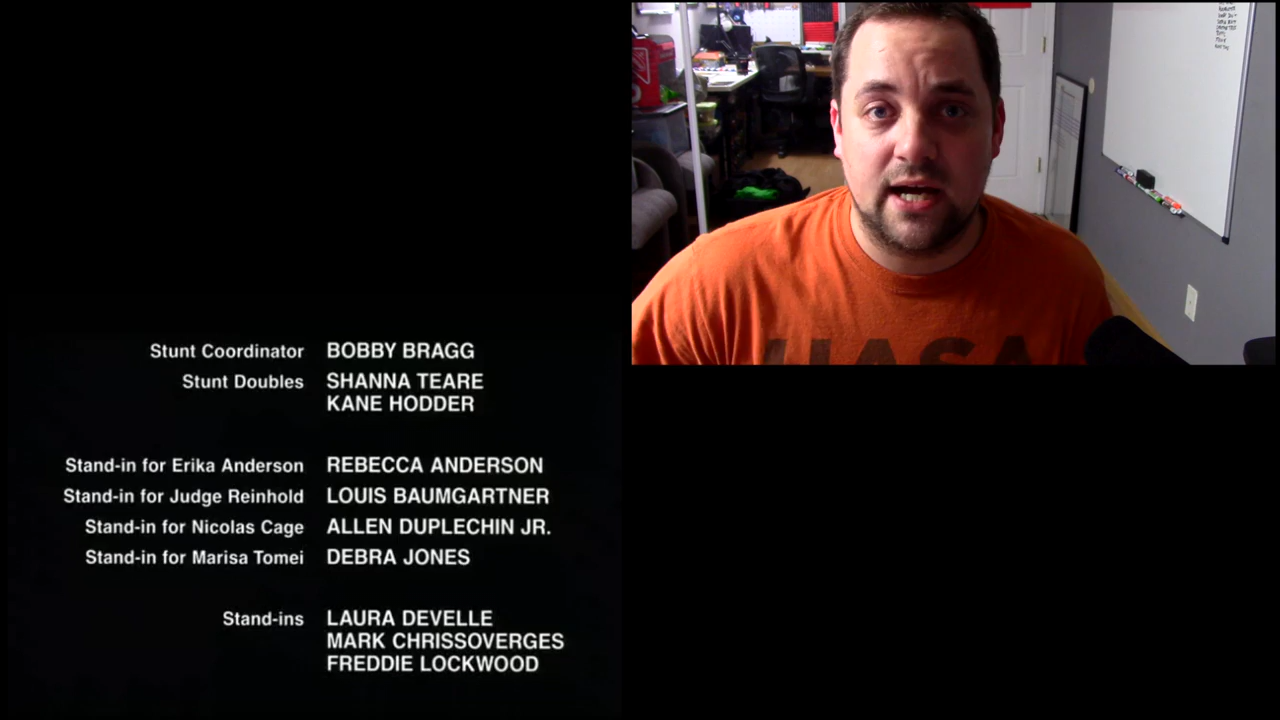 Stunt Coordinator BOBBY BRAGG
Stunt Doubles SHANNA TEARE
KANE HODDER
Stand-in for Erika Anderson REBECCA ANDERSON
Stand-in for Judge Reinhold LOUIS BAUMGARTNER
Stand-in for Nicolas Cage ALLEN DUPLECHIN JR.
Stand-in for Marisa Tomei DEBRA JONES
Stand-ins LAURA DEVELLE
MARK CHRISSOVERGES
FREDDIE LOCKWOOD